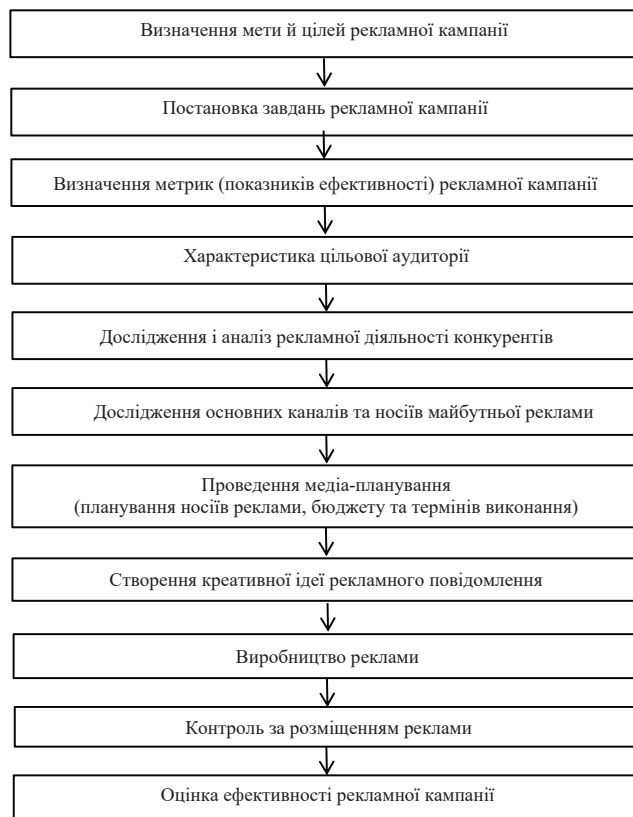 Визначення мети й цілей рекламної кампанії
Постановка завдань рекламної кампанії
Визначення метрик (показників ефективності) рекламної кампанії
Характеристика цільової аудиторії
Дослідження і аналіз рекламної діяльності конкурентів
Дослідження основних каналів та носіїв майбутньої реклами
Проведення медіа-планування
(планування носіїв реклами, бюджету та термінів виконання)
Створення креативної ідеї рекламного повідомлення
Виробництво реклами
Контроль за розміщенням реклами
Оцінка ефективності рекламної кампанії